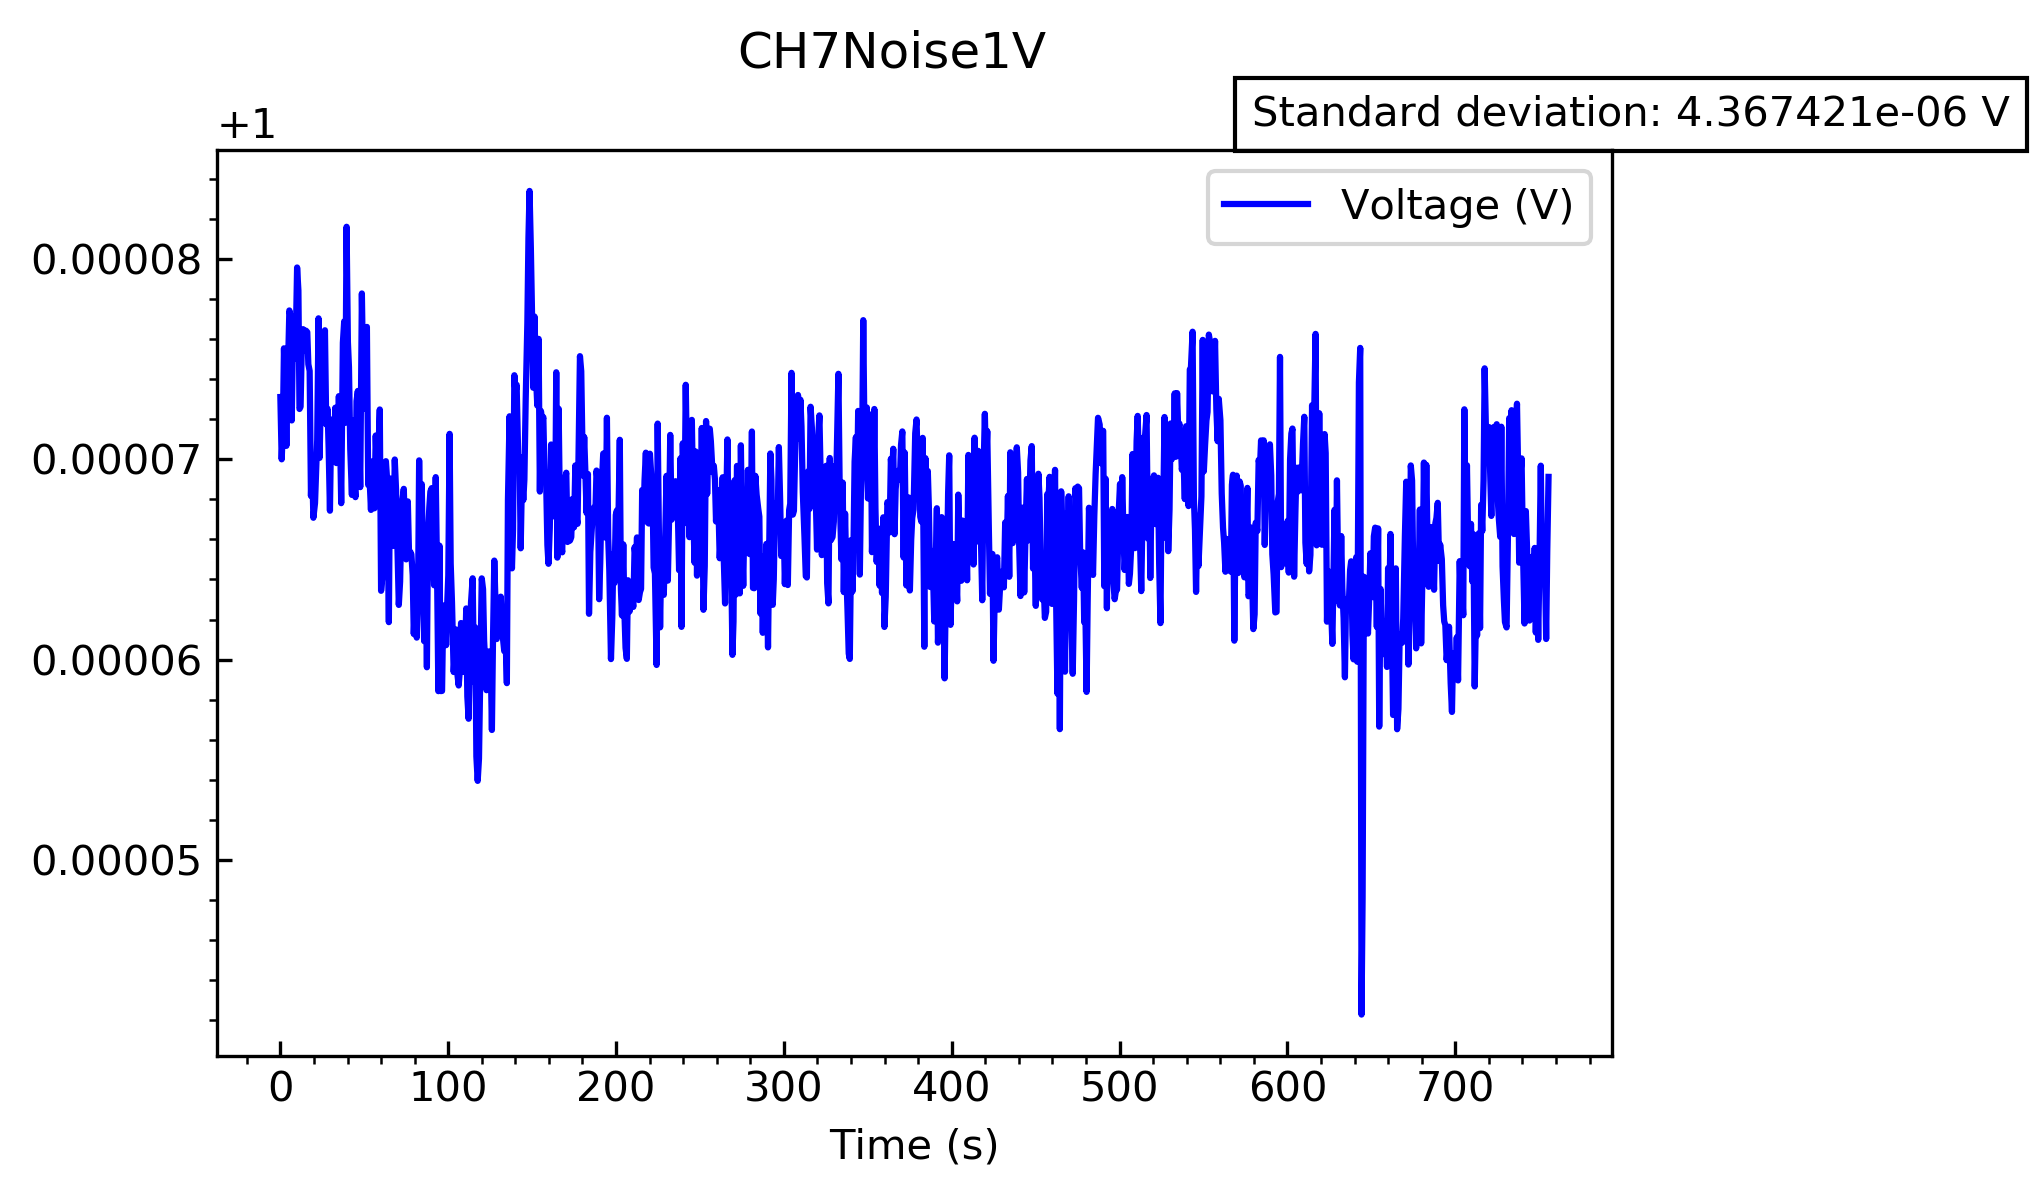 CH7Noise1V
Standard deviation: 4.367421e-06 V
+1
Voltage (V)
0.00008
0.00007
0.00006
0.00005
0 100 200 300 400 500 600 700
Time (s)